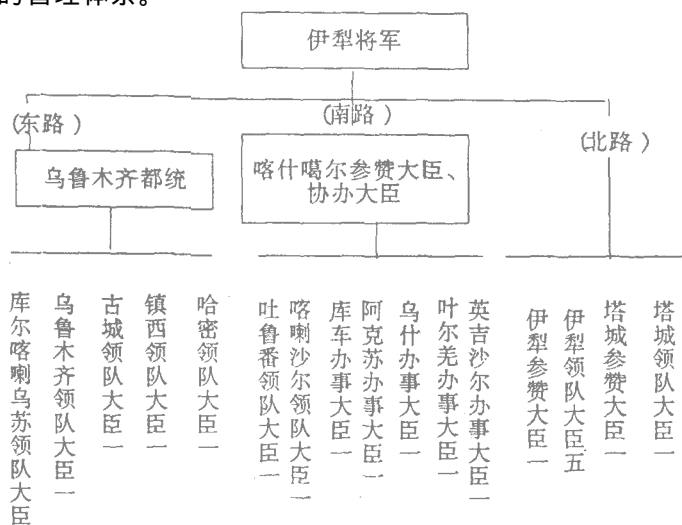 的管理体系。
伊犁将军
(东路)
(南路)
(北路)
乌鲁木齐都统
喀什噶尔参赞大臣、
协办大臣
库尔喀喇乌苏领队大臣
乌鲁木齐领队大臣一
古城领队大臣一
镇西领队大臣一
哈密领队大臣一
吐鲁番领队大臣一
喀喇沙尔领队大臣一
库车办事大臣一
阿克苏办事大臣一
乌什办事大臣一
叶尔羌办事大臣一
英吉沙尔办事大臣一
伊犁参赞大臣一
伊犁领队大臣五
塔城参赞大臣一
塔城领队大臣一